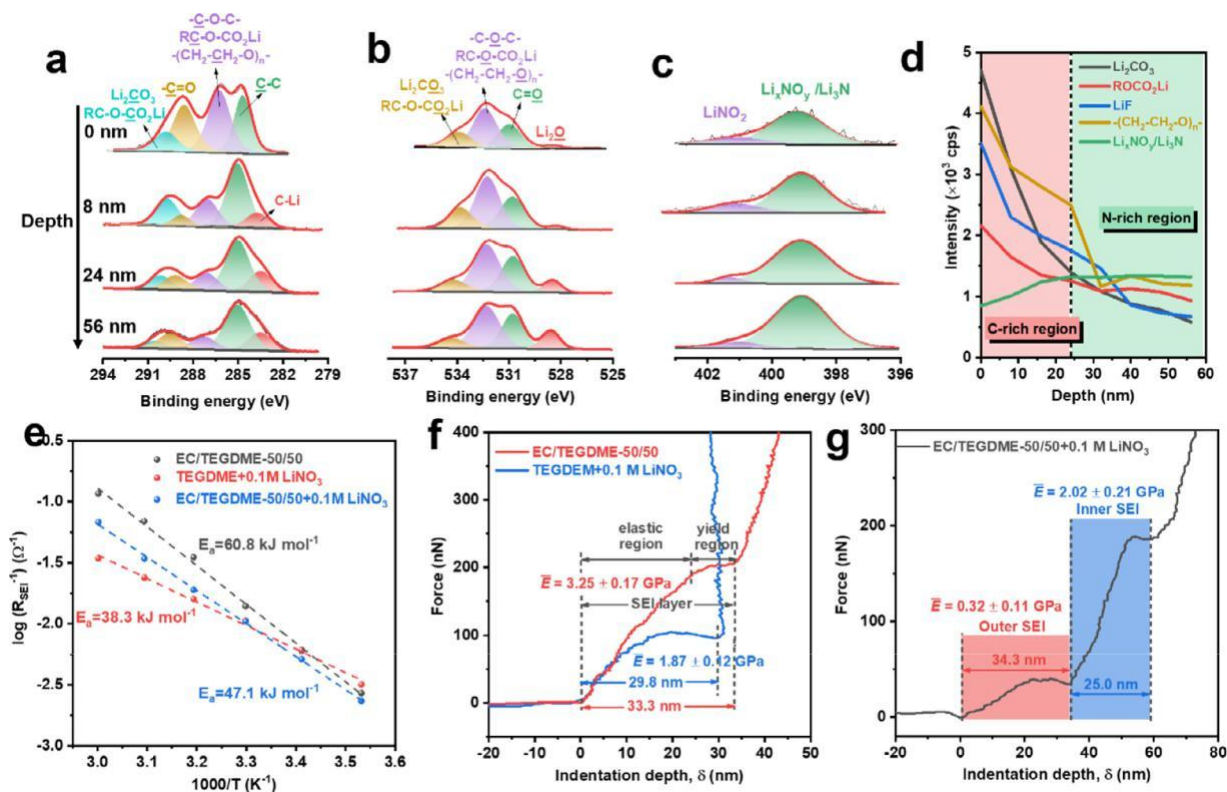 a
-C-O-C-
RC-O-CO₂Li
-(CH₂-CH₂-O)ₙ-
-C=O
Li₂CO₃
RC-O-CO₂Li
C-C
0 nm
8 nm
C-Li
Depth
24 nm
56 nm
294 291 288 285 282 279
Binding energy (eV)
b
-C-O-C-
RC-O-CO₂Li
-(CH₂-CH₂-O)ₙ-
Li₂CO₃
RC-O-CO₂Li
C=O
Li₂O
537 534 531 528 525
Binding energy (eV)
c
LiNO₂
LiₓNOᵧ /Li₃N
402 400 398 396
Binding energy (eV)
d
Li₂CO₃
ROCO₂Li
LiF
-(CH₂-CH₂-O)ₙ-
LiₓNOᵧ/Li₃N
N-rich region
C-rich region
Intensity (×10³ cps)
5
4
3
2
1
0
0 10 20 30 40 50
Depth (nm)
e
EC/TEGDME-50/50
TEGDME+0.1M LiNO₃
EC/TEGDME-50/50+0.1M LiNO₃
Eₐ=60.8 kJ mol⁻¹
Eₐ=38.3 kJ mol⁻¹
Eₐ=47.1 kJ mol⁻¹
log (R_SEI⁻¹) (Ω⁻¹)
-0.5
-1.0
-1.5
-2.0
-2.5
-3.0
3.0 3.1 3.2 3.3 3.4 3.5 3.6
1000/T (K⁻¹)
f
EC/TEGDME-50/50
TEGDEM+0.1 M LiNO₃
elastic region
yield region
E̅ = 3.25 ± 0.17 GPa
SEI layer
E̅ = 1.87 ± 0.12 GPa
29.8 nm
33.3 nm
Force (nN)
400
300
200
100
0
-20 -10 0 10 20 30 40 50
Indentation depth, δ (nm)
g
EC/TEGDME-50/50+0.1 M LiNO₃
E̅ = 2.02 ± 0.21 GPa
Inner SEI
E̅ = 0.32 ± 0.11 GPa
Outer SEI
34.3 nm
25.0 nm
Force (nN)
300
200
100
0
-20 0 20 40 60 80
Indentation depth, δ (nm)